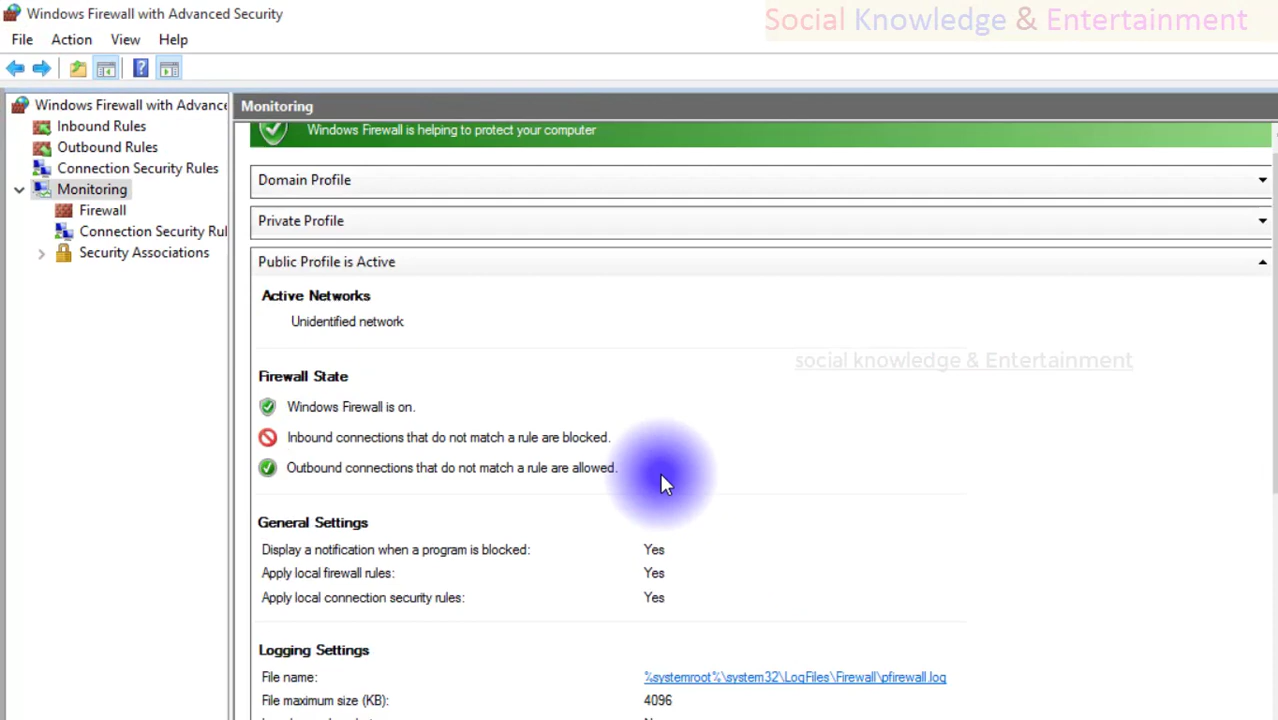 Windows Firewall with Advanced Security
Social Knowledge & Entertainment
File Action View Help
Windows Firewall with Advance
Inbound Rules
Outbound Rules
Connection Security Rules
Monitoring
Firewall
Connection Security Rul
Security Associations
Monitoring
Windows Firewall is helping to protect your computer
Domain Profile
Private Profile
Public Profile is Active
Active Networks
Unidentified network
social knowledge & Entertainment
Firewall State
Windows Firewall is on.
Inbound connections that do not match a rule are blocked.
Outbound connections that do not match a rule are allowed.
General Settings
Display a notification when a program is blocked: Yes
Apply local firewall rules: Yes
Apply local connection security rules: Yes
Logging Settings
File name: %systemroot%\system32\LogFiles\Firewall\pfirewall.log
File maximum size (KB): 4096